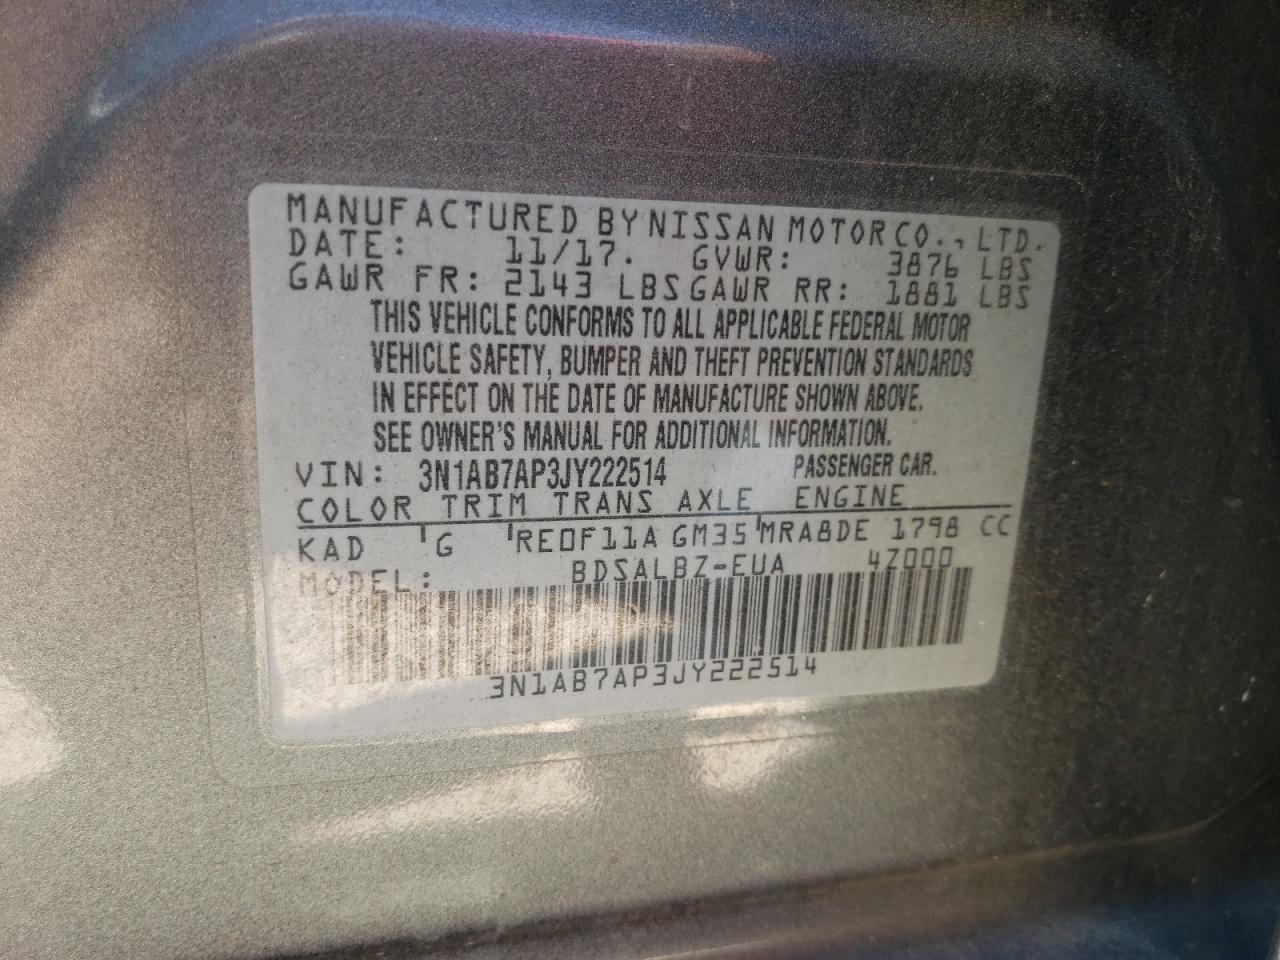 MANUFACTURED BY NISSAN MOTOR CO., LTD.
DATE: 11/17. GVWR: 3876 LBS
GAWR FR: 2143 LBS GAWR RR: 1881 LBS
THIS VEHICLE CONFORMS TO ALL APPLICABLE FEDERAL MOTOR
VEHICLE SAFETY, BUMPER AND THEFT PREVENTION STANDARDS
IN EFFECT ON THE DATE OF MANUFACTURE SHOWN ABOVE.
SEE OWNER'S MANUAL FOR ADDITIONAL INFORMATION.
VIN: 3N1AB7AP3JY222514 PASSENGER CAR.
COLOR TRIM TRANS AXLE ENGINE
KAD 'G 'RE0F11A GM35 'MRA8DE 1798 CC
MODEL: BDSALBZ-EUA 4Z000
3N1AB7AP3JY222514